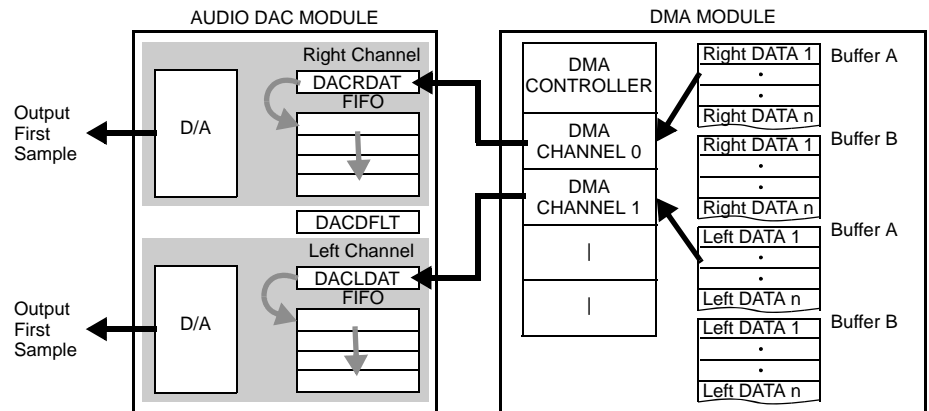 AUDIO DAC MODULE
DMA MODULE
Right Channel
DACRDAT
FIFO
D/A
Output
First
Sample
DACDFLT
Left Channel
DACLDAT
FIFO
D/A
Output
First
Sample
DMA
CONTROLLER
DMA
CHANNEL 0
DMA
CHANNEL 1
|
|
Right DATA 1
.
.
Right DATA n
Buffer A
Right DATA 1
.
.
Right DATA n
Buffer B
Left DATA 1
.
.
Left DATA n
Buffer A
Left DATA 1
.
.
Left DATA n
Buffer B